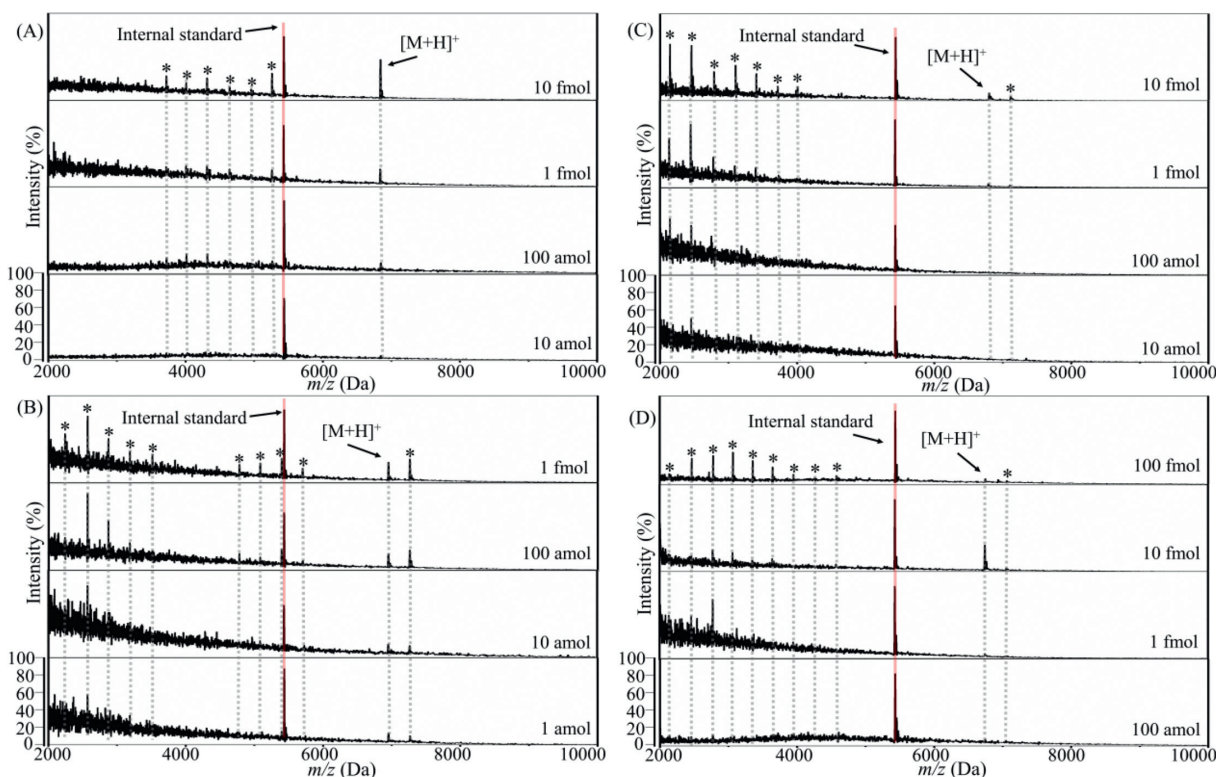 (A)
Internal standard
[M+H]+
* * * * * * *
10 fmol
1 fmol
100 amol
10 amol
Intensity (%)
100
80
60
40
20
0
2000 4000 6000 8000 10000
m/z (Da)
(B)
Internal standard
[M+H]+
* * * * * * * * * *
1 fmol
100 amol
10 amol
1 amol
Intensity (%)
100
80
60
40
20
0
2000 4000 6000 8000 10000
m/z (Da)
(C)
Internal standard
[M+H]+
* * * * * * * *
10 fmol
1 fmol
100 amol
10 amol
Intensity (%)
100
80
60
40
20
0
2000 4000 6000 8000 10000
m/z (Da)
(D)
Internal standard
[M+H]+
* * * * * * * * * *
100 fmol
10 fmol
1 fmol
100 amol
Intensity (%)
100
80
60
40
20
0
2000 4000 6000 8000 10000
m/z (Da)